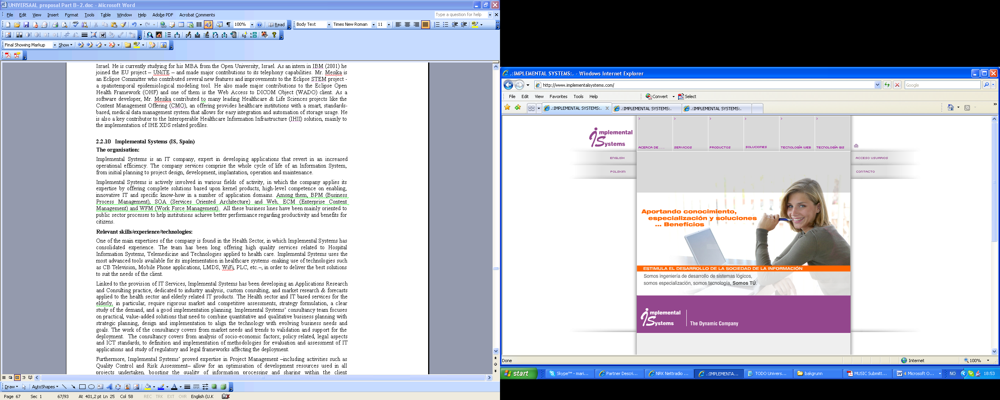 UNIVERSAAL proposal Part B~2.doc - Microsoft Word
File Edit View Insert Format Tools Table Window Help Adobe PDF Acrobat Comments
Type a question for help
100% Read Body Text Times New Roman 11
Final Showing Markup Show
Israel. He is currently studying for his MBA from the Open University, Israel. As an intern in IBM (2001) he
joined the EU project – UNiTE – and made major contributions to its telephony capabilities. Mr. Mesika is
an Eclipse Committer who contributed several new features and improvements to the Eclipse STEM project -
a spatiotemporal epidemiological modeling tool. He also made major contributions to the Eclipse Open
Health Framework (OHF) and one of them is the Web Access to DICOM Object (WADO) client. As a
software developer, Mr. Mesika contributed to many leading Healthcare & Life Sciences projects like the
Content Management Offering (CMO), an offering provides healthcare institutions with a smart, standards-
based, medical data management system that allows for easy integration and automation of storage usage. He
is also a key contributor to the Interoperable Healthcare Information Infrastructure (IHII) solution, mainly to
the implementation of IHE XDS related profiles.
2.2.10 Implemental Systems (IS, Spain)
The organisation:
Implemental Systems is an IT company, expert in developing applications that revert in an increased
operational efficiency. The company services comprise the whole cycle of life of an Information System,
from initial planning to project design, development, implantation, operation and maintenance.
Implemental Systems is actively involved in various fields of activity, in which the company applies its
expertise by offering complete solutions based upon kernel products, high-level competence on enabling,
innovative IT and specific know-how in a number of application domains. Among them, BPM (Business
Process Management), SOA (Services Oriented Architecture) and Web, ECM (Enterprise Content
Management) and WFM (Work Force Management). All these business lines have been mainly oriented to
public sector processes to help institutions achieve better performance regarding productivity and benefits for
citizens.
Relevant skills/experience/technologies:
One of the main expertises of the company is found in the Health Sector, in which Implemental Systems has
consolidated experience. The team has been long offering high quality services related to Hospital
Information Systems, Telemedicine and Technologies applied to health care. Implemental Systems uses the
most advanced tools available for its implementation in healthcare systems -making use of technologies such
as CB Television, Mobile Phone applications, LMDS, WiFi, PLC, etc.–, in order to deliver the best solutions
to suit the needs of the client.
Linked to the provision of IT Services, Implemental Systems has been developing an Applications Research
and Consulting practice, dedicated to industry analysis, custom consulting, and market research & forecasts
applied to the health sector and elderly related IT products. The Health sector and IT based services for the
elderly, in particular, require rigorous market and competitive assessments, strategy formulation, a clear
study of the demand, and a good implementation planning. Implemental Systems’ consultancy team focuses
on practical, value-added solutions that need to combine quantitative and qualitative business planning with
strategic planning, design and implementation to align the technology with evolving business needs and
goals. The work of the consultancy covers from market needs and trends to validation and support for the
deployment. The consultancy covers from analysis of socio-economic factors; policy related, legal aspects
and ICT standards, to definition and implementation of methodologies for evaluation and assessment of IT
applications and study of regulatory and legal frameworks affecting the deployment.
Furthermore, Implemental Systems’ proved expertise in Project Management –including activities such as
Quality Control and Risk Assessment– allow for an optimisation of development resources used in all
projects undertaken, boosting the quality of information processing and sharing within the client
Draw AutoShapes
Page 67 Sec 1 67/93 At 401,2 pt Ln 25 Col 58 REC TRK EXT OVR English (U.K
.:IMPLEMENTAL SYSTEMS:. - Windows Internet Explorer
http://www.implementalsystems.com/
Google
File Edit View Favorites Tools Help Convert Select
.:IMPLEMENTAL SYSTEMS:. .:IMPLEMENTAL SYSTEMS:. .:IMPLEMENTAL SYSTEMS:.
implemental
Systems
ACERCA DE ... SERVICIOS PRODUCTOS SOLUCIONES TECNOLOGÍA WEB TECNOLOGÍA GIS
ENGLISH
ACCESO USUARIOS
POLSKIM
CONTACTO
Aportando conocimiento,
especialización y soluciones
... Beneficios
ESTIMULA EL DESARROLLO DE LA SOCIEDAD DE LA INFORMACIÓN
Somos ingeniería de desarrollo de sistemas lógicos,
somos especialización, somos tecnología, Somos TÚ.
implemental
Systems
The Dynamic Company
Done Internet 100%
start Skype™ - mari... Partner Descri... NRK Nettradio ... .:IMPLEMENTA... TODO Univers... bakgrunn MUSIC Submitt... 4 Microsoft O... NO 18:53